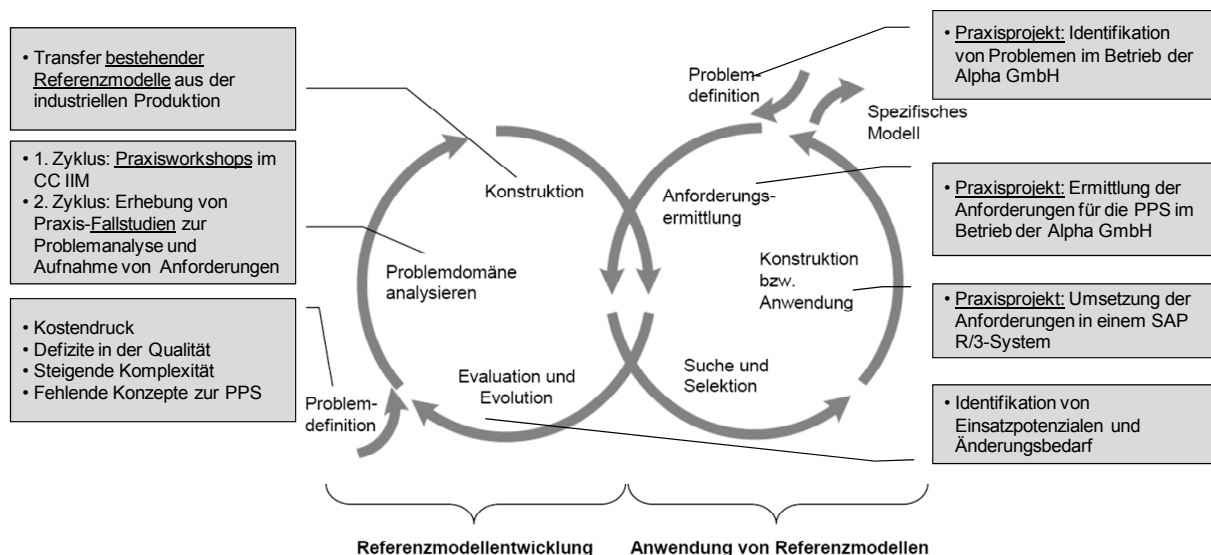 • Transfer bestehender
Referenzmodelle aus der
industriellen Produktion
• 1. Zyklus: Praxisworkshops im
CC IIM
• 2. Zyklus: Erhebung von
Praxis-Fallstudien zur
Problemanalyse und
Aufnahme von Anforderungen
• Kostendruck
• Defizite in der Qualität
• Steigende Komplexität
• Fehlende Konzepte zur PPS
Problem-
definition
Problemdomäne
analysieren
Konstruktion
Evaluation und
Evolution
Problem-
definition
Spezifisches
Modell
Anforderungs-
ermittlung
Konstruktion
bzw.
Anwendung
Suche und
Selektion
• Praxisprojekt: Identifikation
von Problemen im Betrieb der
Alpha GmbH
• Praxisprojekt: Ermittlung der
Anforderungen für die PPS im
Betrieb der Alpha GmbH
• Praxisprojekt: Umsetzung der
Anforderungen in einem SAP
R/3-System
• Identifikation von
Einsatzpotenzialen und
Änderungsbedarf
Referenzmodellentwicklung
Anwendung von Referenzmodellen